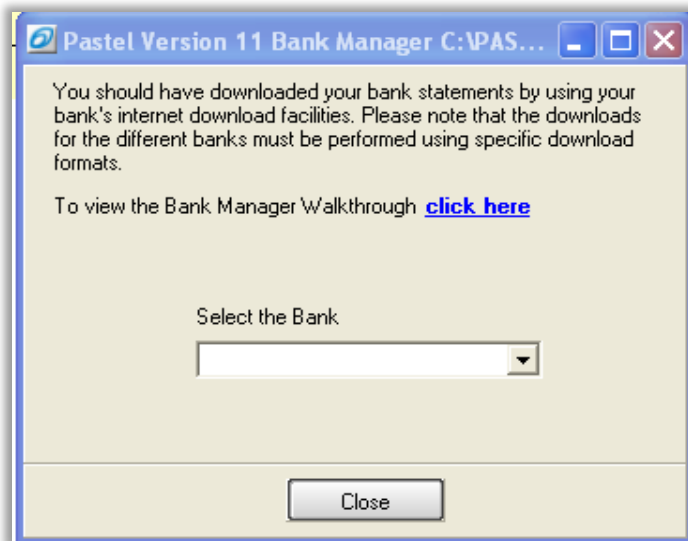 Pastel Version 11 Bank Manager C:\PAS...
You should have downloaded your bank statements by using your
bank's internet download facilities. Please note that the downloads
for the different banks must be performed using specific download
formats.
To view the Bank Manager Walkthrough click here
Select the Bank
Close